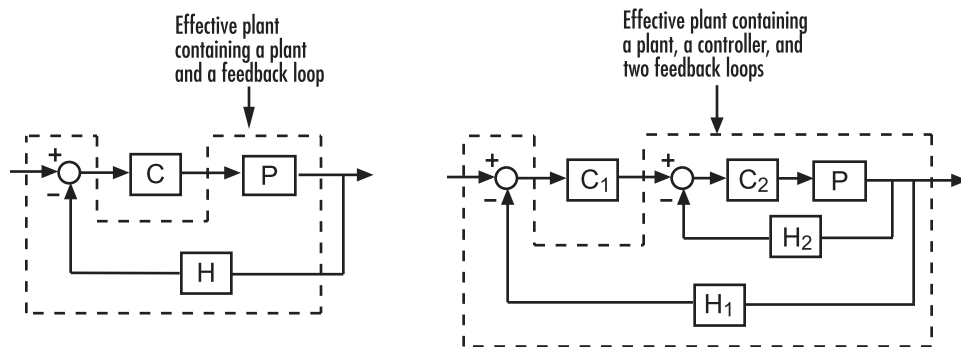 Effective plant
containing a plant
and a feedback loop
+
−
C
P
H
Effective plant containing
a plant, a controller, and
two feedback loops
+
−
C1
+
−
C2
P
H2
H1